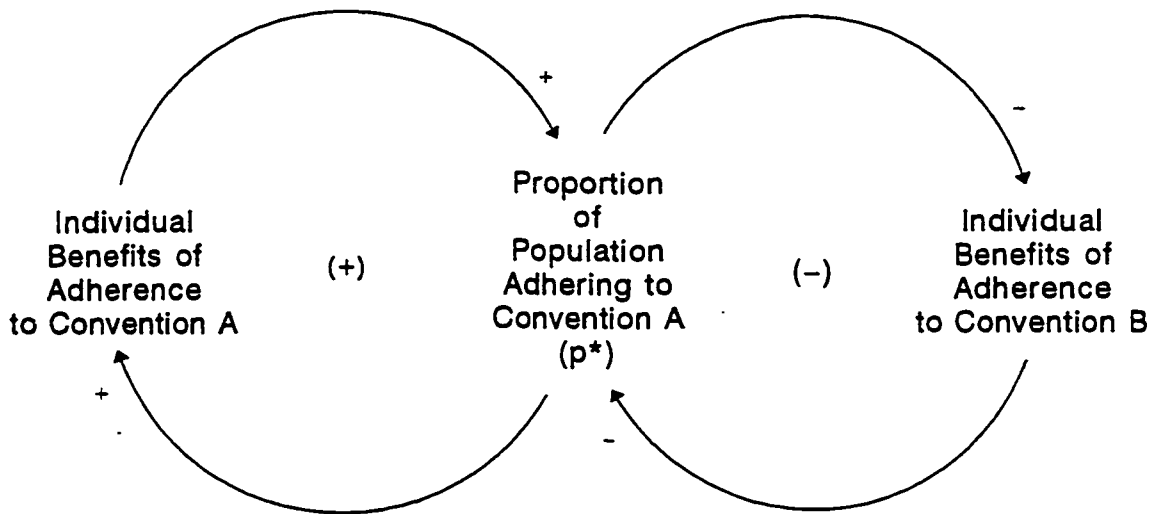 +
-
Proportion
of
Population
Adhering to
Convention A
(p*)
Individual
Benefits of
Adherence
to Convention A
(+)
(-)
Individual
Benefits of
Adherence
to Convention B
+
-